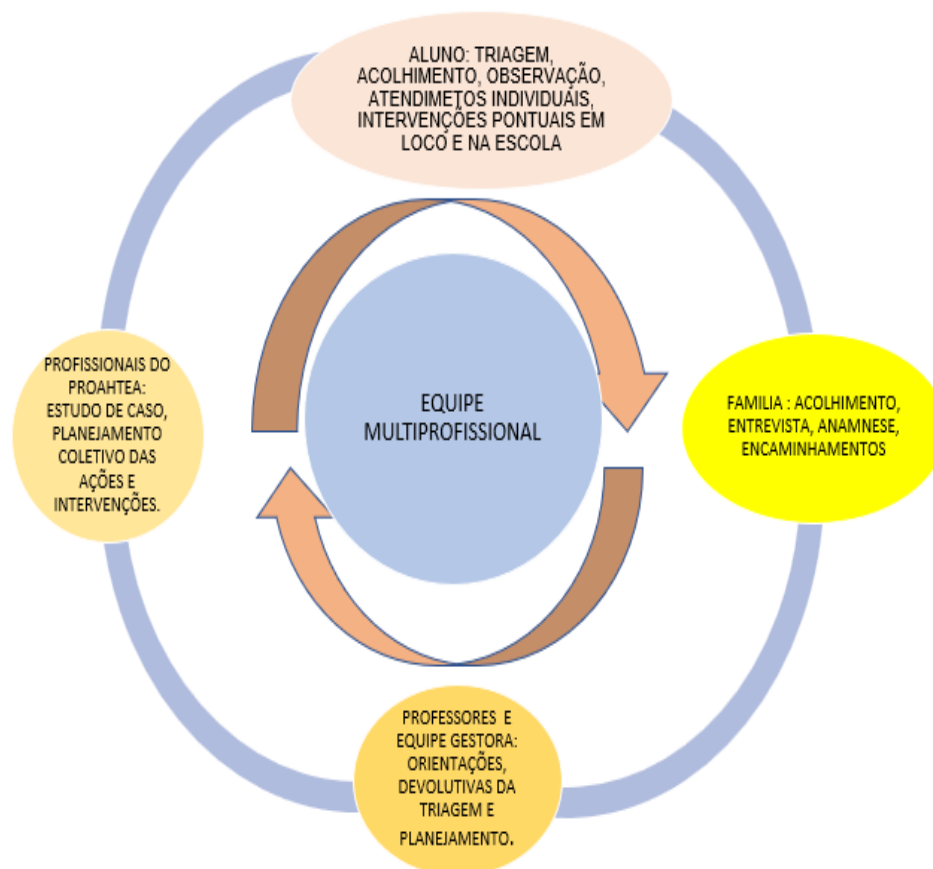 ALUNO: TRIAGEM,
ACOLHIMENTO, OBSERVAÇÃO,
ATENDIMETOS INDIVIDUAIS,
INTERVENÇÕES PONTUAIS EM
LOCO E NA ESCOLA
PROFISSIONAIS DO
PROAHTEA:
ESTUDO DE CASO,
PLANEJAMENTO
COLETIVO DAS
AÇÕES E
INTERVENÇÕES.
EQUIPE
MULTIPROFISSIONAL
FAMILIA : ACOLHIMENTO,
ENTREVISTA, ANAMNESE,
ENCAMINHAMENTOS
PROFESSORES E
EQUIPE GESTORA:
ORIENTAÇÕES,
DEVOLUTIVAS DA
TRIAGEM E
PLANEJAMENTO.